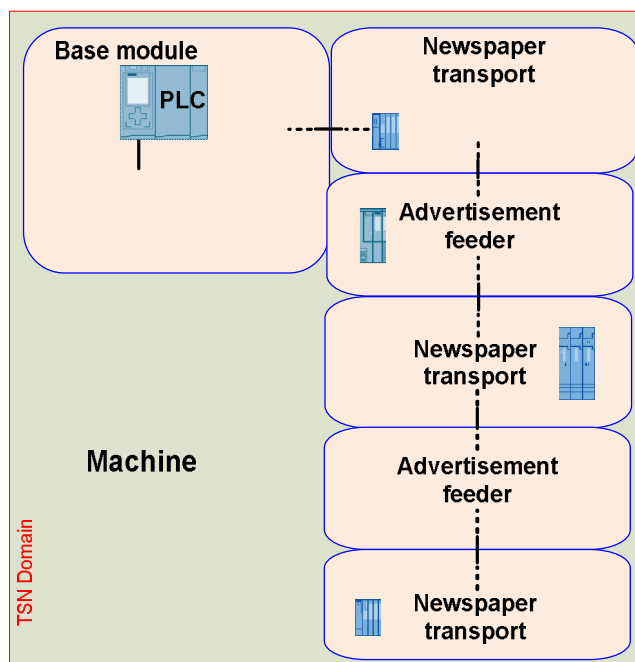 Base module
PLC
Newspaper
transport
Advertisement
feeder
Newspaper
transport
Machine
Advertisement
feeder
TSN Domain
Newspaper
transport